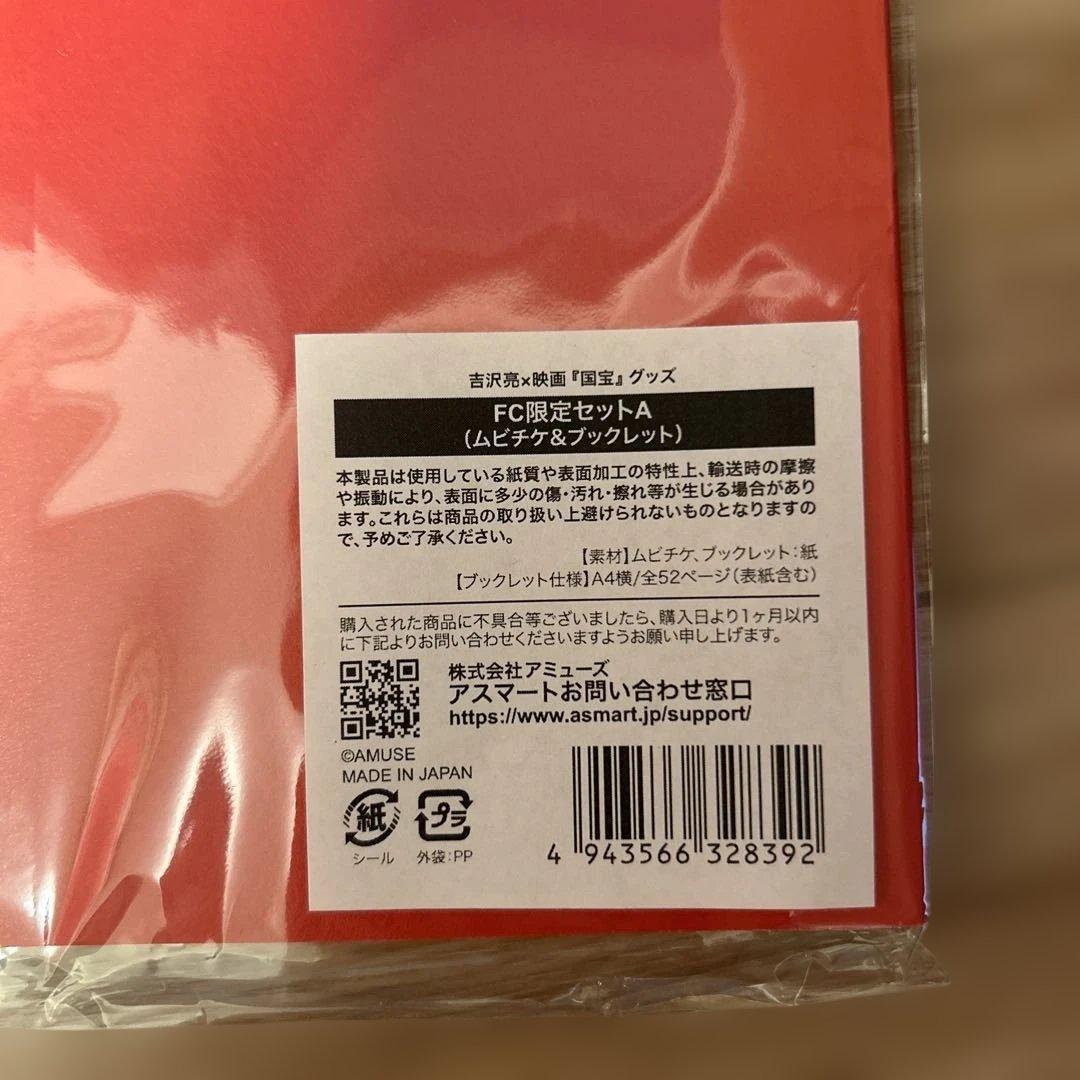 吉沢亮×映画『国宝』グッズ
FC限定セットA
（ムビチケ&ブックレット）
本製品は使用している紙質や表面加工の特性上、輸送時の摩擦
や振動により、表面に多少の傷・汚れ・擦れ等が生じる場合があり
ます。これらは商品の取り扱い上避けられないものとなりますの
で、予めご了承ください。
【素材】ムビチケ、ブックレット：紙
【ブックレット仕様】A4横/全52ページ（表紙含む）
購入された商品に不具合等ございましたら、購入日より1ヶ月以内
に下記よりお問い合わせくださいますようお願い申し上げます。
株式会社アミューズ
アスマートお問い合わせ窓口
https://www.asmart.jp/support/
©AMUSE
MADE IN JAPAN
紙
プラ
シール
外袋：PP
4 943566 328392